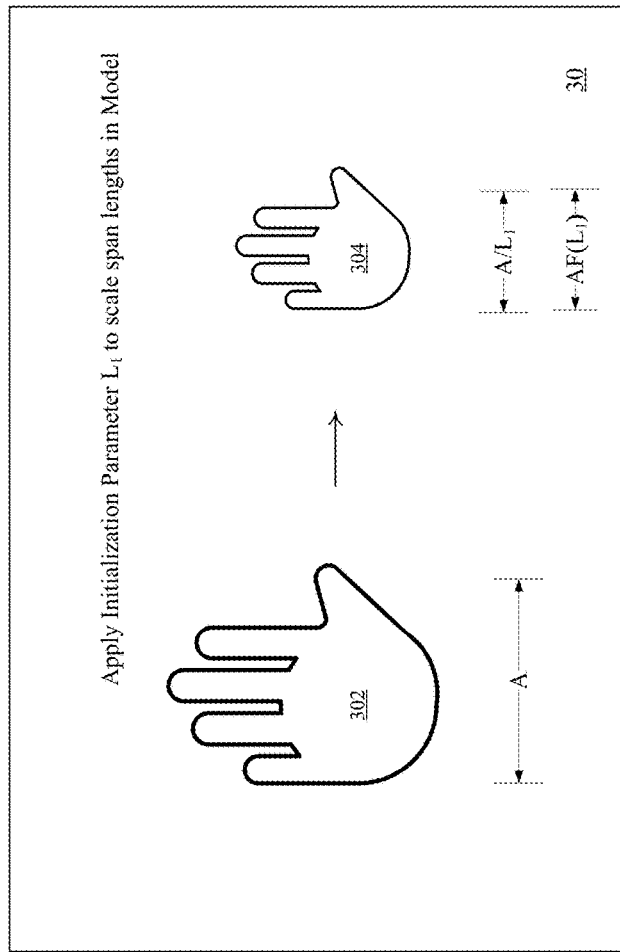 Apply Initialization Parameter L₁ to scale span lengths in Model
302
304
A
A/L₁
AF(L₁)
30